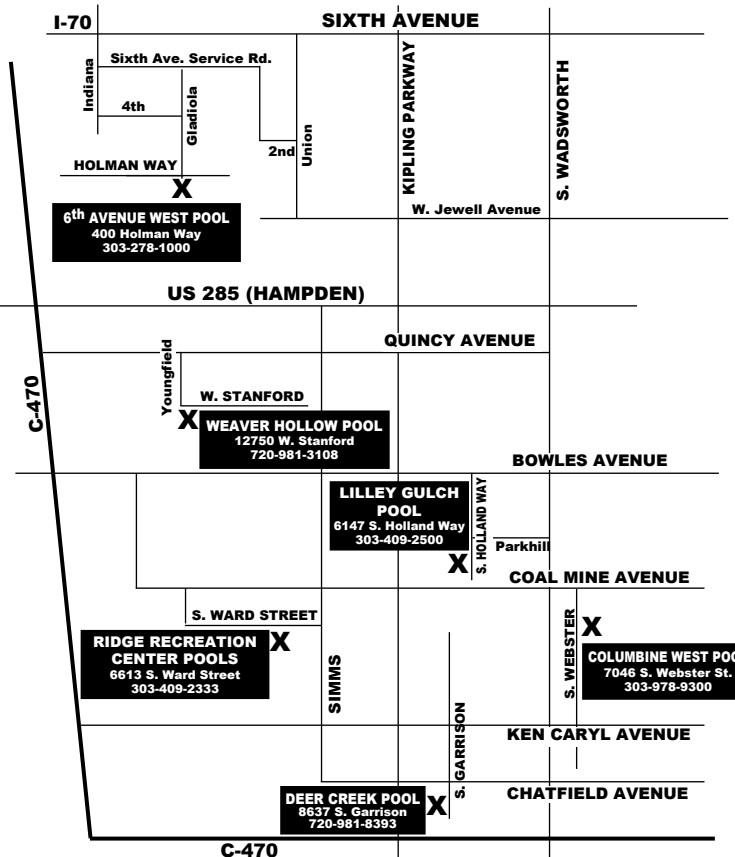 I-70
SIXTH AVENUE
Sixth Ave. Service Rd.
Indiana
4th
Gladiola
2nd
Union
KIPLING PARKWAY
S. WADSWORTH
HOLMAN WAY
X
6th AVENUE WEST POOL
400 Holman Way
303-278-1000
W. Jewell Avenue
US 285 (HAMPDEN)
QUINCY AVENUE
Youngfield
C-470
W. STANFORD
X
WEAVER HOLLOW POOL
12750 W. Stanford
720-981-3108
BOWLES AVENUE
LILLEY GULCH
POOL
6147 S. Holland Way
303-409-2500
S. HOLLAND WAY
Parkhill
X
COAL MINE AVENUE
S. WARD STREET
X
RIDGE RECREATION
CENTER POOLS
6613 S. Ward Street
303-409-2333
SIMMS
S. WEBSTER
X
COLUMBINE WEST POO
7046 S. Webster St.
303-978-9300
KEN CARYL AVENUE
S. GARRISON
CHATFIELD AVENUE
DEER CREEK POOL
8637 S. Garrison
720-981-8393
X
C-470